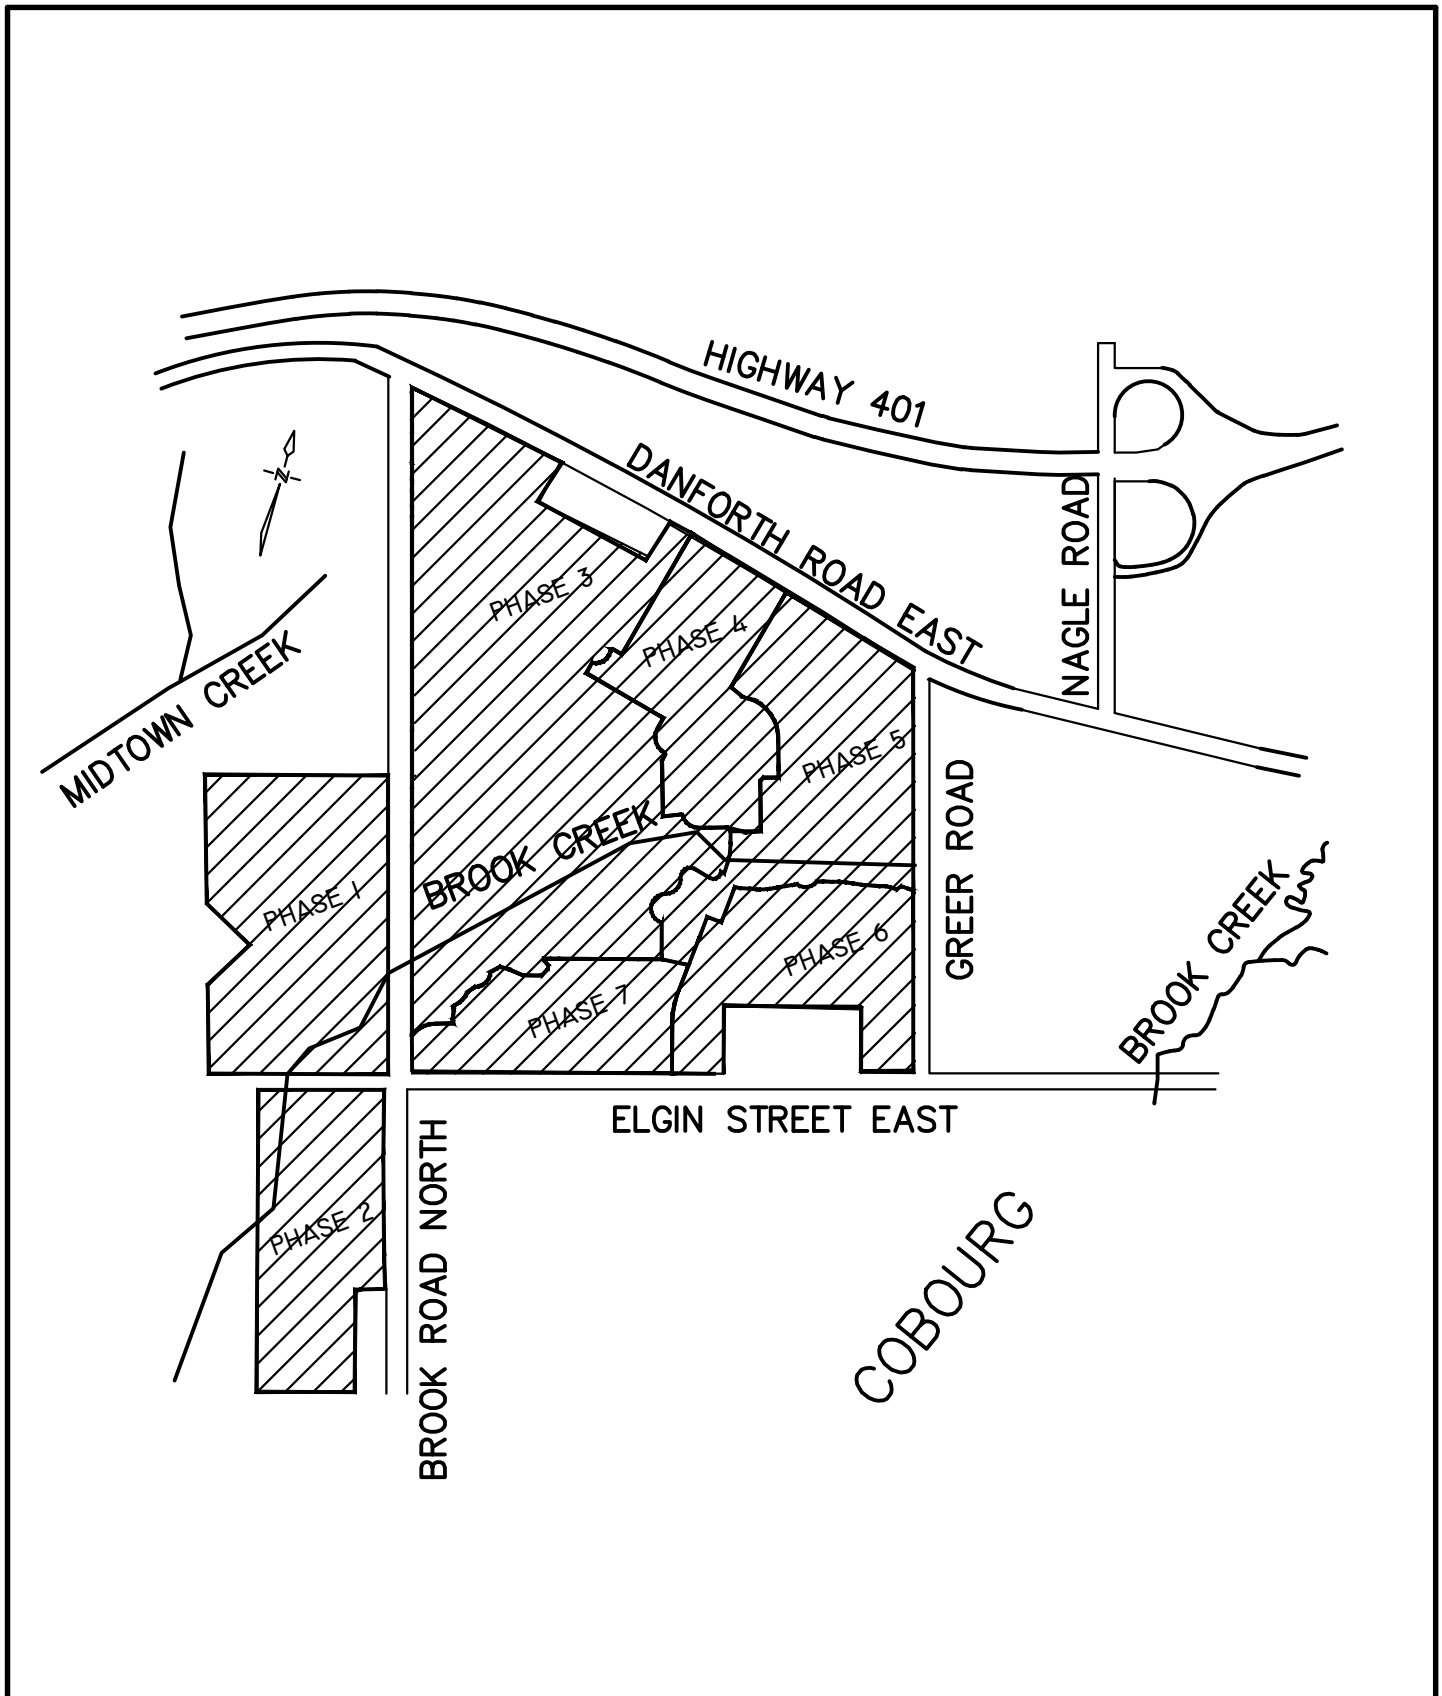 HIGHWAY 401
DANFORTH ROAD EAST
NAGLE ROAD
N
PHASE 3
PHASE 4
MIDTOWN CREEK
PHASE 5
GREER ROAD
BROOK CREEK
PHASE 1
BROOK CREEK
PHASE 6
PHASE 7
ELGIN STREET EAST
BROOK ROAD NORTH
PHASE 2
COBOURG